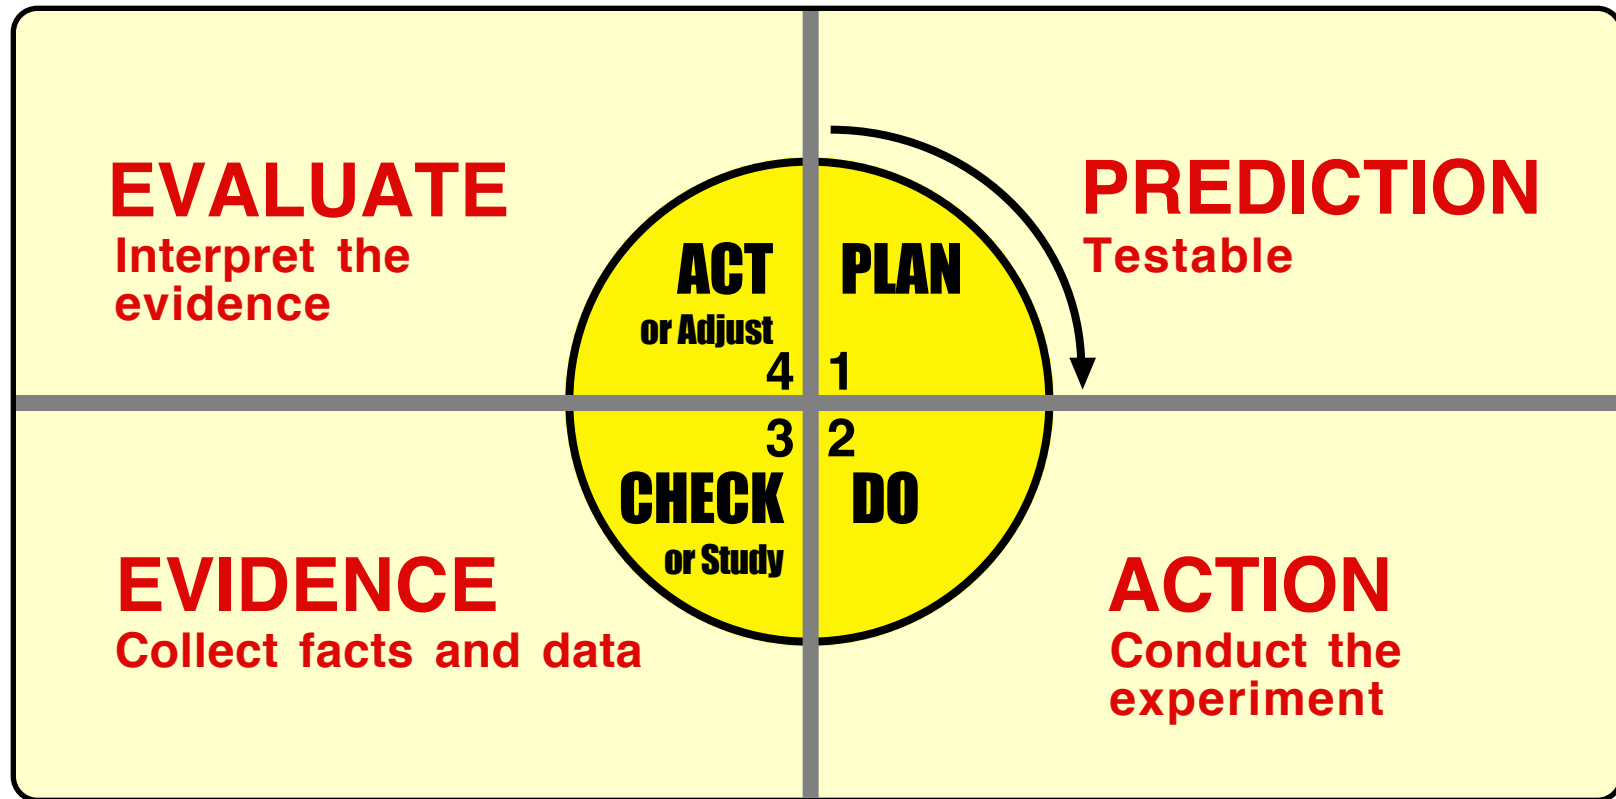 EVALUATE
Interpret the
evidence
PREDICTION
Testable
ACT
or Adjust
4
PLAN
1
3
CHECK
or Study
2
DO
EVIDENCE
Collect facts and data
ACTION
Conduct the
experiment